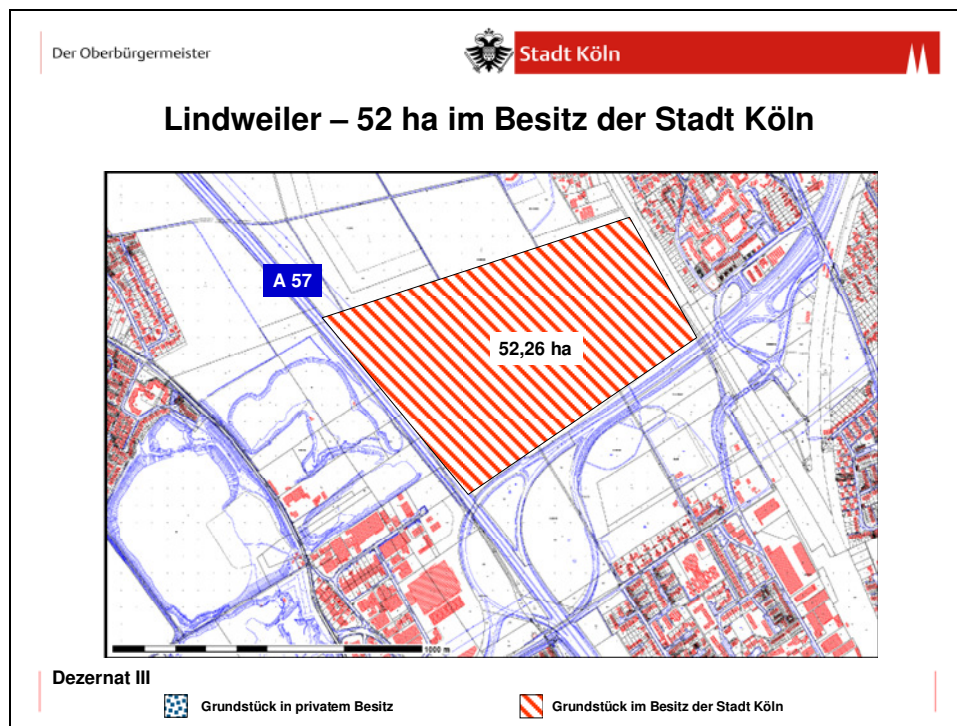 Der Oberbürgermeister
Stadt Köln
Lindweiler – 52 ha im Besitz der Stadt Köln
A 57
52,26 ha
1000 m
Dezernat III
Grundstück in privatem Besitz
Grundstück im Besitz der Stadt Köln